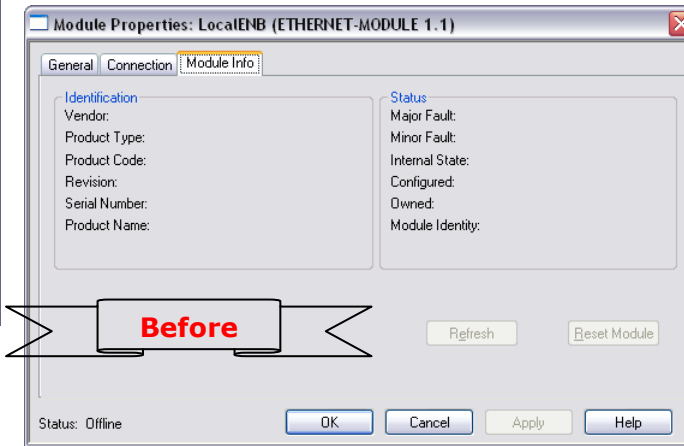 Module Properties: LocalENB (ETHERNET-MODULE 1.1)
General Connection Module Info
Identification
Vendor:
Product Type:
Product Code:
Revision:
Serial Number:
Product Name:
Status
Major Fault:
Minor Fault:
Internal State:
Configured:
Owned:
Module Identity:
Before
Refresh Reset Module
Status: Offline OK Cancel Apply Help